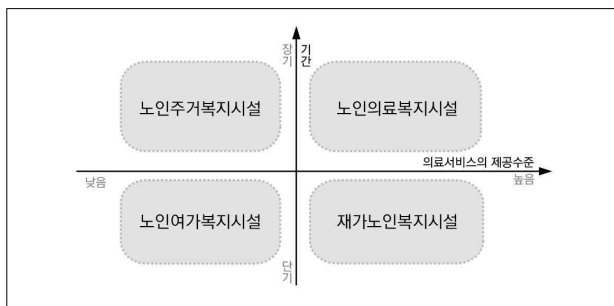 장기
기간
노인주거복지시설
노인의료복지시설
의료서비스의 제공수준
낮음
높음
노인여가복지시설
재가노인복지시설
단기